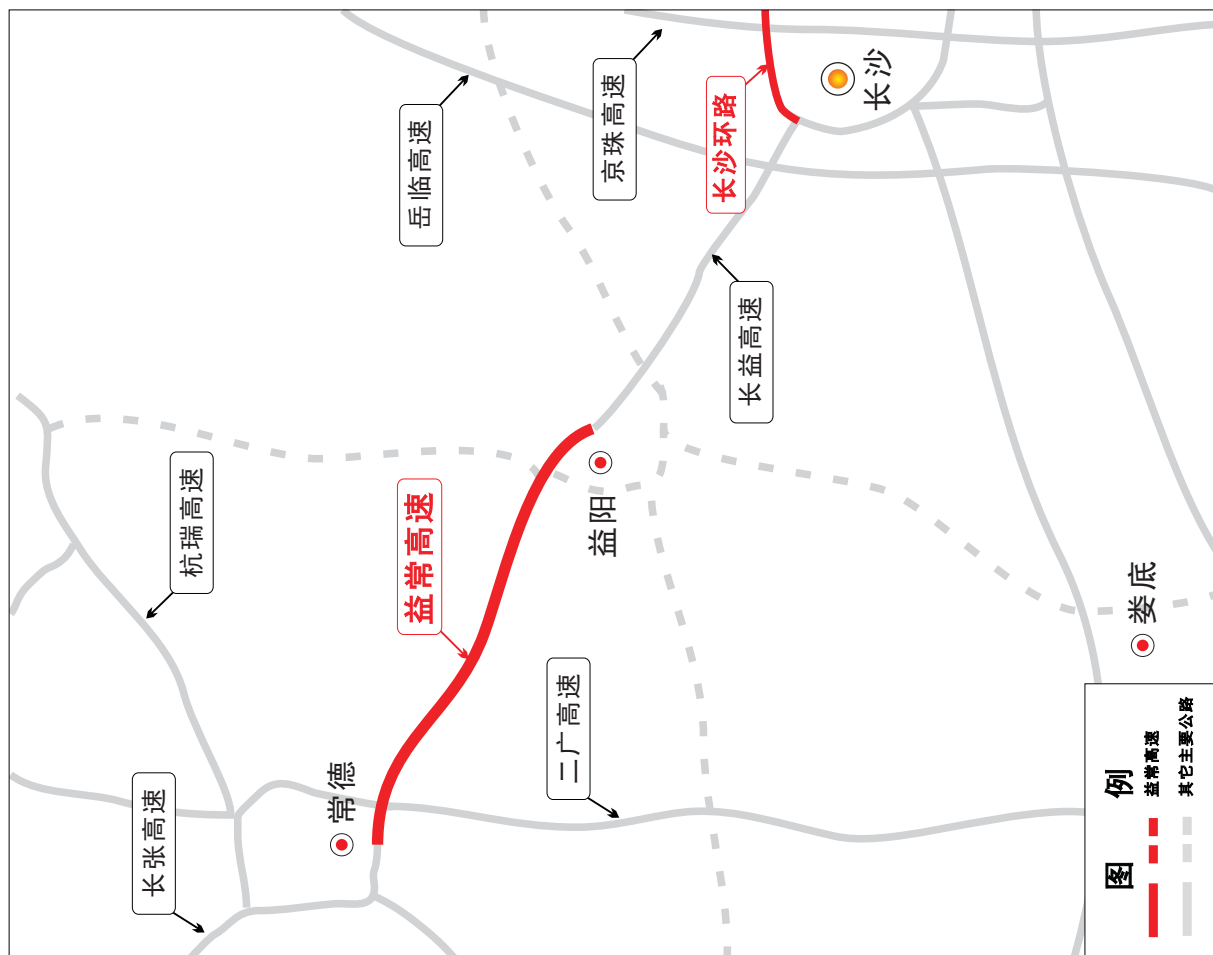 长张高速
杭瑞高速
岳临高速
京珠高速
长沙环路
长沙
常德
益常高速
长益高速
益阳
二广高速
娄底
图 例
益常高速
其它主要公路